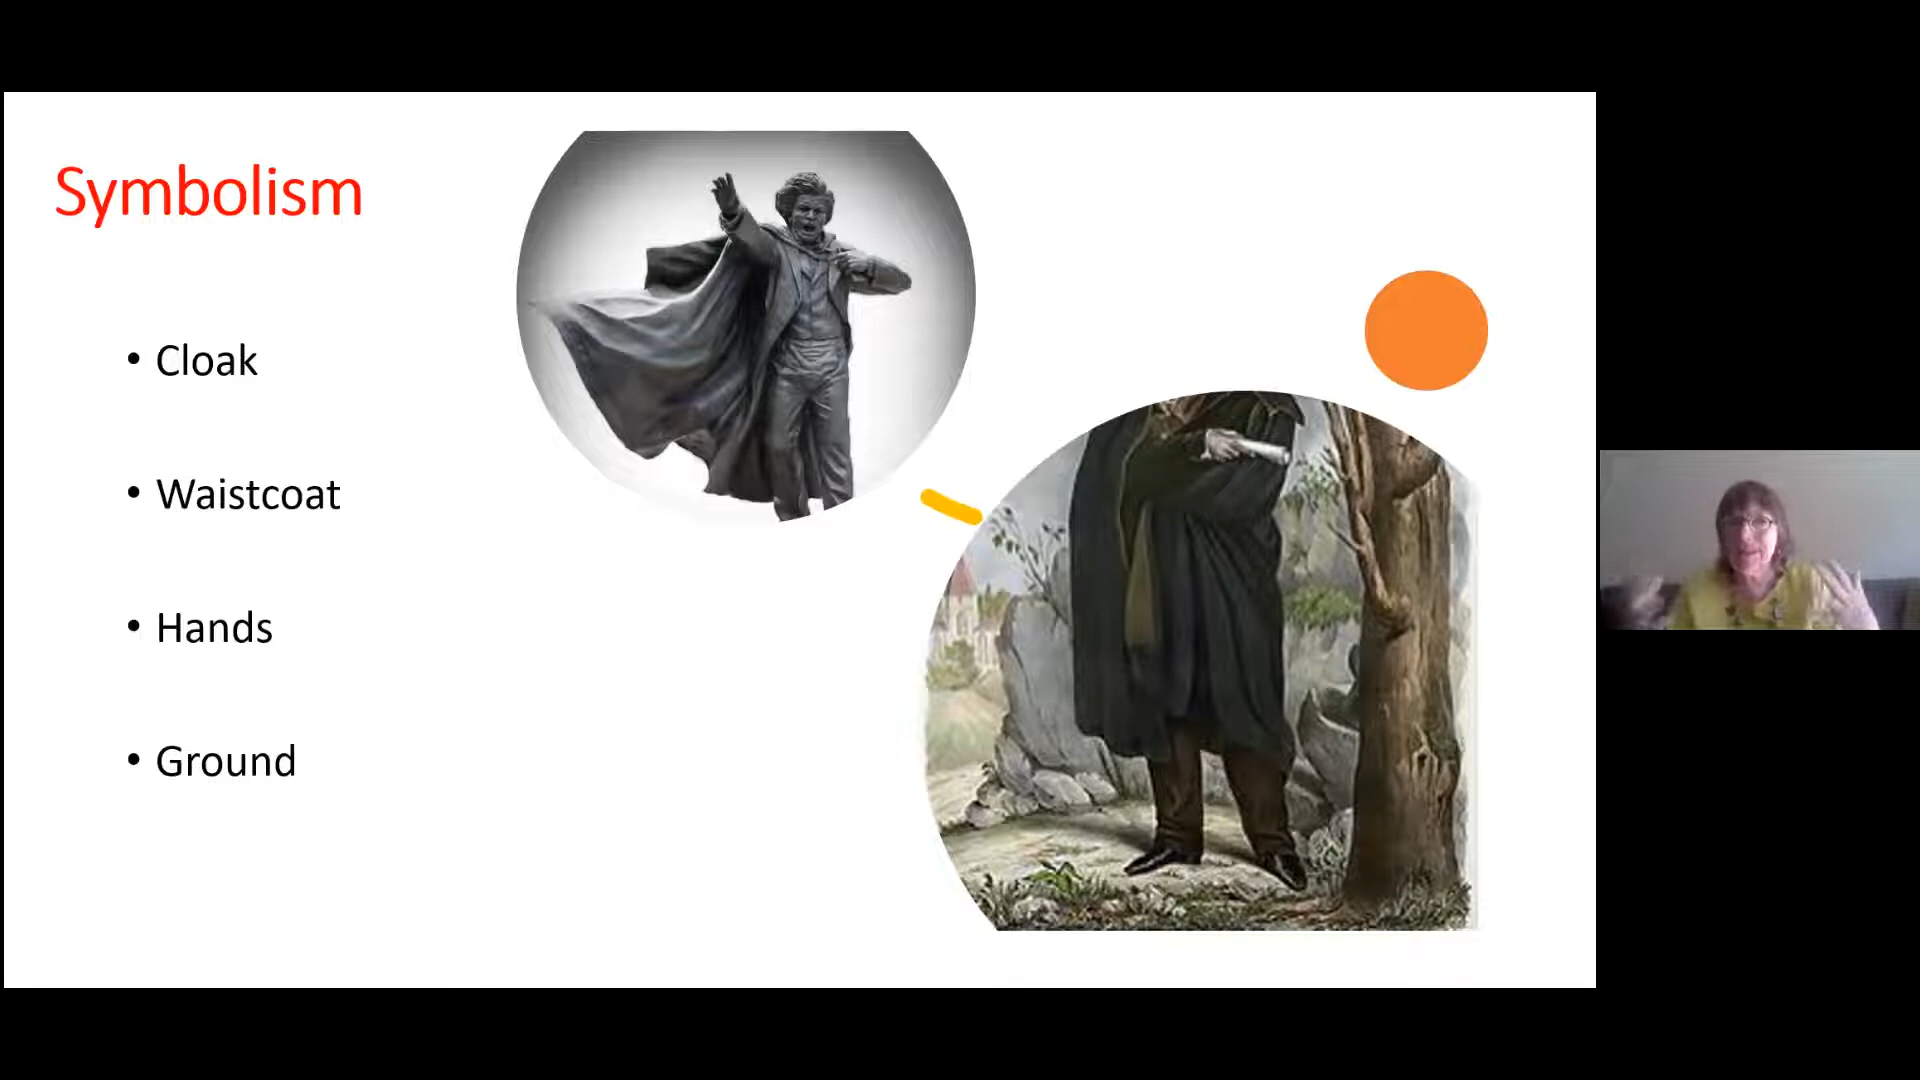 Symbolism
• Cloak
• Waistcoat
• Hands
• Ground